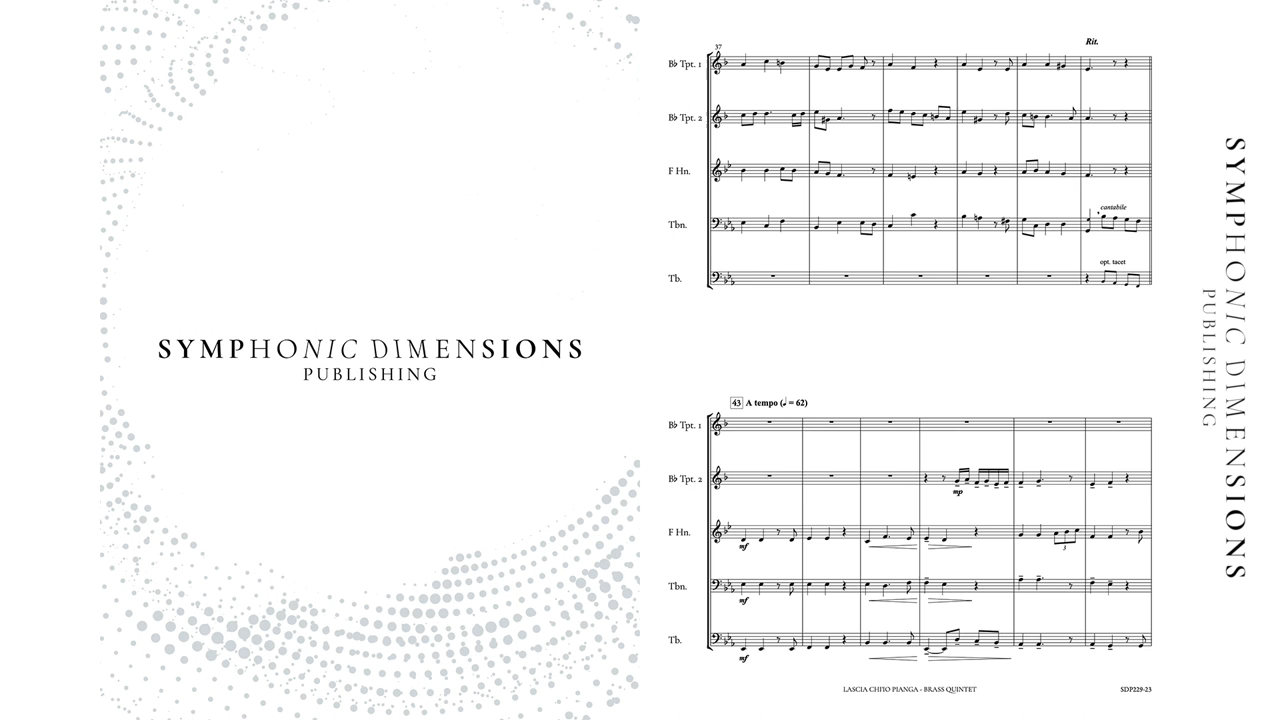 SYMPHONIC DIMENSIONS
PUBLISHING
37
Rit.
B♭ Tpt. 1
B♭ Tpt. 2
F Hn.
Tbn.
cantabile
opt. tacet
Tb.
43 A tempo (♩ = 62)
B♭ Tpt. 1
B♭ Tpt. 2
mp
F Hn.
mf
3
Tbn.
mf
Tb.
mf
LASCIA CH'IO PIANGA - BRASS QUINTET
SDP229-23
SYMPHONIC DIMENSIONS
PUBLISHING